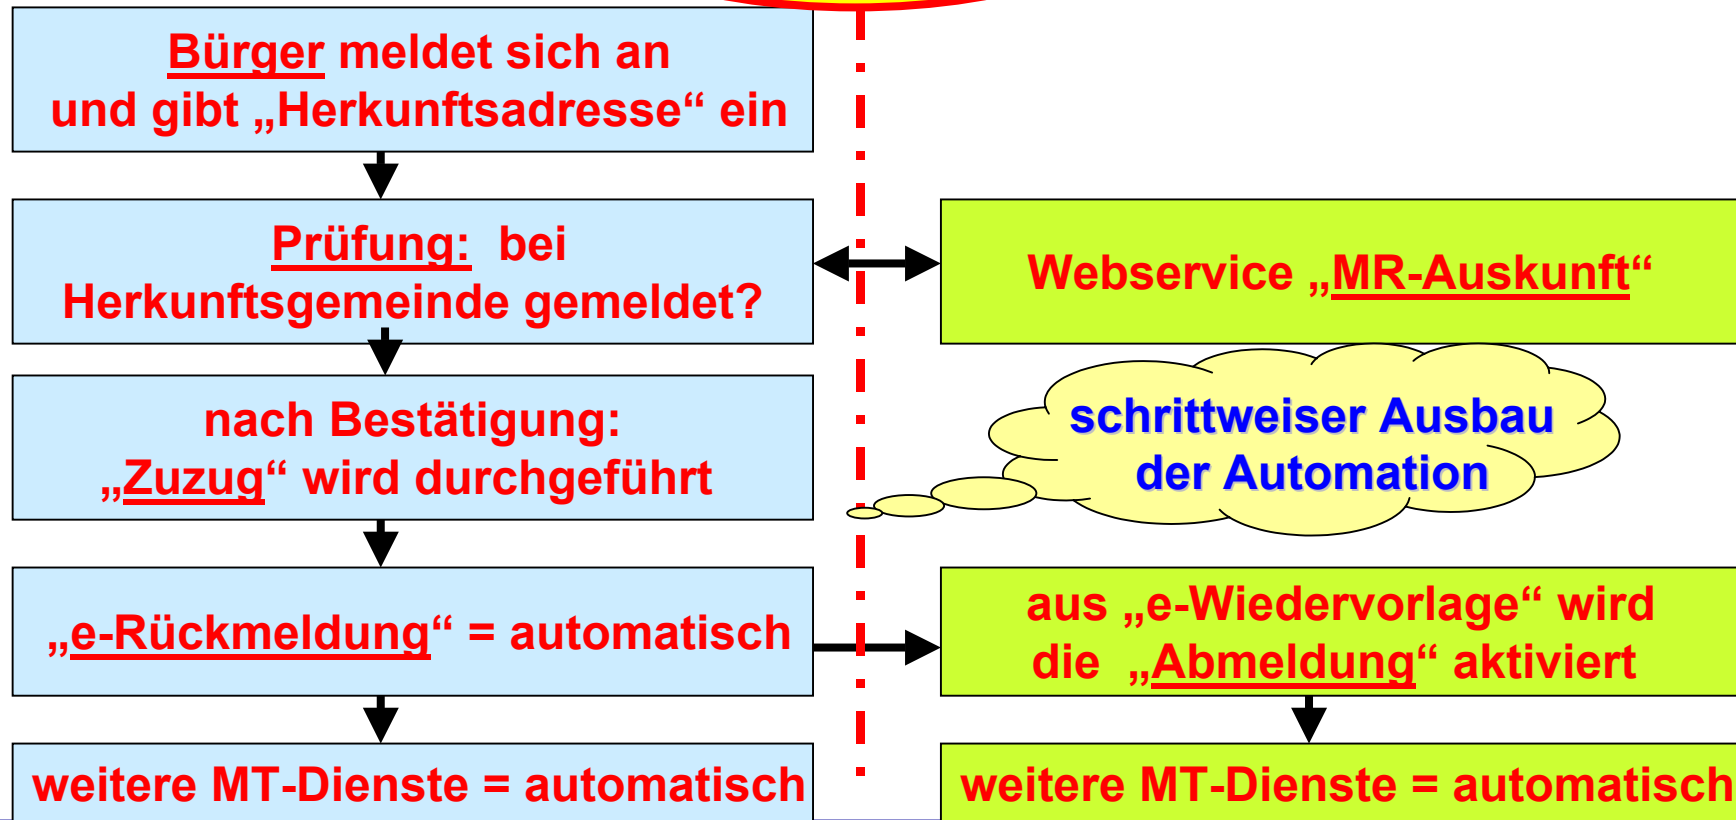 Bürger meldet sich an
und gibt „Herkunftsadresse“ ein
Prüfung: bei
Herkunftsgemeinde gemeldet?
Webservice „MR-Auskunft“
nach Bestätigung:
„Zuzug“ wird durchgeführt
schrittweiser Ausbau
der Automation
„e-Rückmeldung“ = automatisch
aus „e-Wiedervorlage“ wird
die „Abmeldung“ aktiviert
weitere MT-Dienste = automatisch
weitere MT-Dienste = automatisch